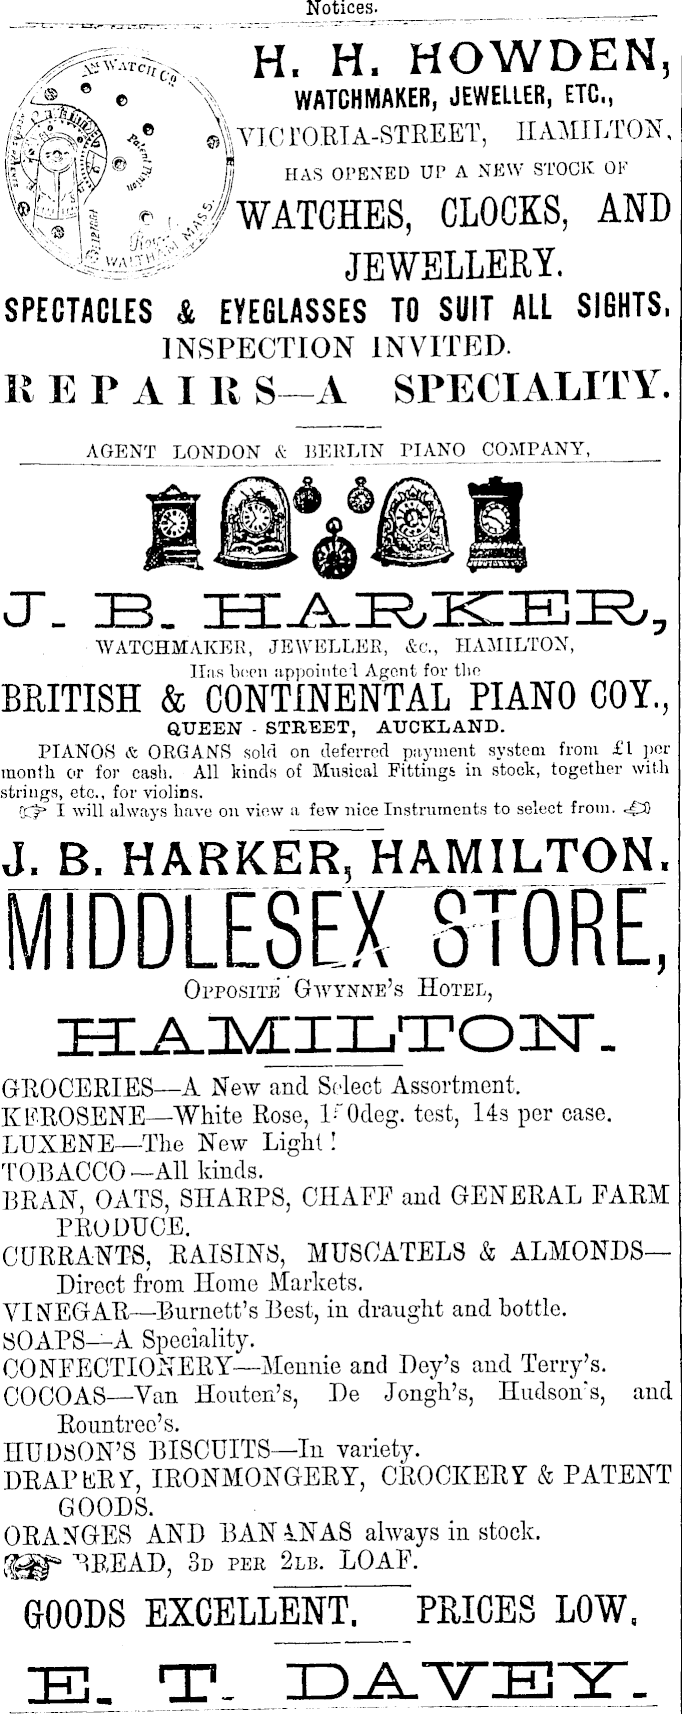 Notices.
Am WATCH Co.
Patent Pinion
Royal
WALTHAM MASS.
H. H. HOWDEN,
WATCHMAKER, JEWELLER, ETC.,
VICTORIA-STREET, HAMILTON,
HAS OPENED UP A NEW STOCK OF
WATCHES, CLOCKS, AND
JEWELLERY.
SPECTACLES & EYEGLASSES TO SUIT ALL SIGHTS,
INSPECTION INVITED.
REPAIRS—A SPECIALITY.
AGENT LONDON & BERLIN PIANO COMPANY,
J. B. HARKER,
WATCHMAKER, JEWELLER, &c., HAMILTON,
Has been appointed Agent for the
BRITISH & CONTINENTAL PIANO COY.,
QUEEN - STREET, AUCKLAND.
PIANOS & ORGANS sold on deferred payment system from £1 per
month or for cash. All kinds of Musical Fittings in stock, together with
strings, etc., for violins.
I will always have on view a few nice Instruments to select from.
J. B. HARKER, HAMILTON.
MIDDLESEX STORE,
OPPOSITE GWYNNE'S HOTEL,
HAMILTON.
GROCERIES—A New and Select Assortment.
KEROSENE—White Rose, test, 14s per case.
LUXENE—The New Light!
TOBACCO—All kinds.
BRAN, OATS, SHARPS, CHAFF and GENERAL FARM
PRODUCE.
CURRANTS, RAISINS, MUSCATELS & ALMONDS—
Direct from Home Markets.
VINEGAR—Burnett's Best, in draught and bottle.
SOAPS—A Speciality.
CONFECTIONERY—Mennie and Dey's and Terry's.
COCOAS—Van Houten's, De Jongh's, Hudson's, and
Rountree's.
HUDSON'S BISCUITS—In variety.
DRAPERY, IRONMONGERY, CROCKERY & PATENT
GOODS.
ORANGES AND BANANAS always in stock.
BREAD, 3D PER 2LB. LOAF.
GOODS EXCELLENT. PRICES LOW.
E. T. DAVEY.